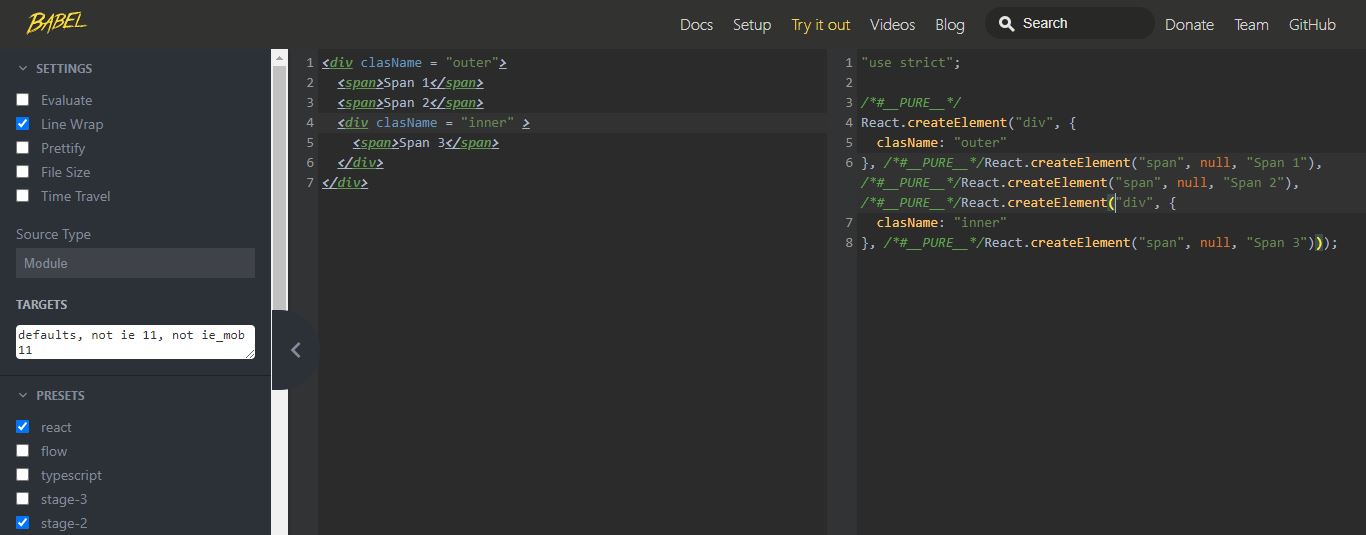 BABEL
Docs Setup Try it out Videos Blog Search Donate Team GitHub
SETTINGS
Evaluate
Line Wrap
Prettify
File Size
Time Travel
Source Type
Module
TARGETS
defaults, not ie 11, not ie_mob
11
PRESETS
react
flow
typescript
stage-3
stage-2
1 <div clasName = "outer">
2 <span>Span 1</span>
3 <span>Span 2</span>
4 <div clasName = "inner" >
5 <span>Span 3</span>
6 </div>
7 </div>
1 "use strict";
2
3 /*#__PURE__*/
4 React.createElement("div", {
5 clasName: "outer"
6 }, /*#__PURE__*/React.createElement("span", null, "Span 1"),
/*#__PURE__*/React.createElement("span", null, "Span 2"),
/*#__PURE__*/React.createElement("div", {
7 clasName: "inner"
8 }, /*#__PURE__*/React.createElement("span", null, "Span 3")));